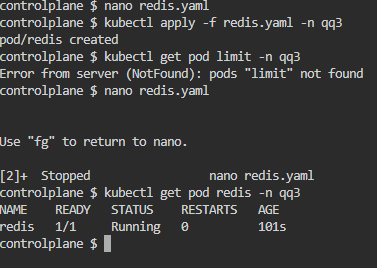 controlplane $ nano redis.yaml
controlplane $ kubectl apply -f redis.yaml -n qq3
pod/redis created
controlplane $ kubectl get pod limit -n qq3
Error from server (NotFound): pods "limit" not found
controlplane $ nano redis.yaml
Use "fg" to return to nano.
[2]+  Stopped                 nano redis.yaml
controlplane $ kubectl get pod redis -n qq3
NAME    READY   STATUS    RESTARTS   AGE
redis   1/1     Running   0          101s
controlplane $